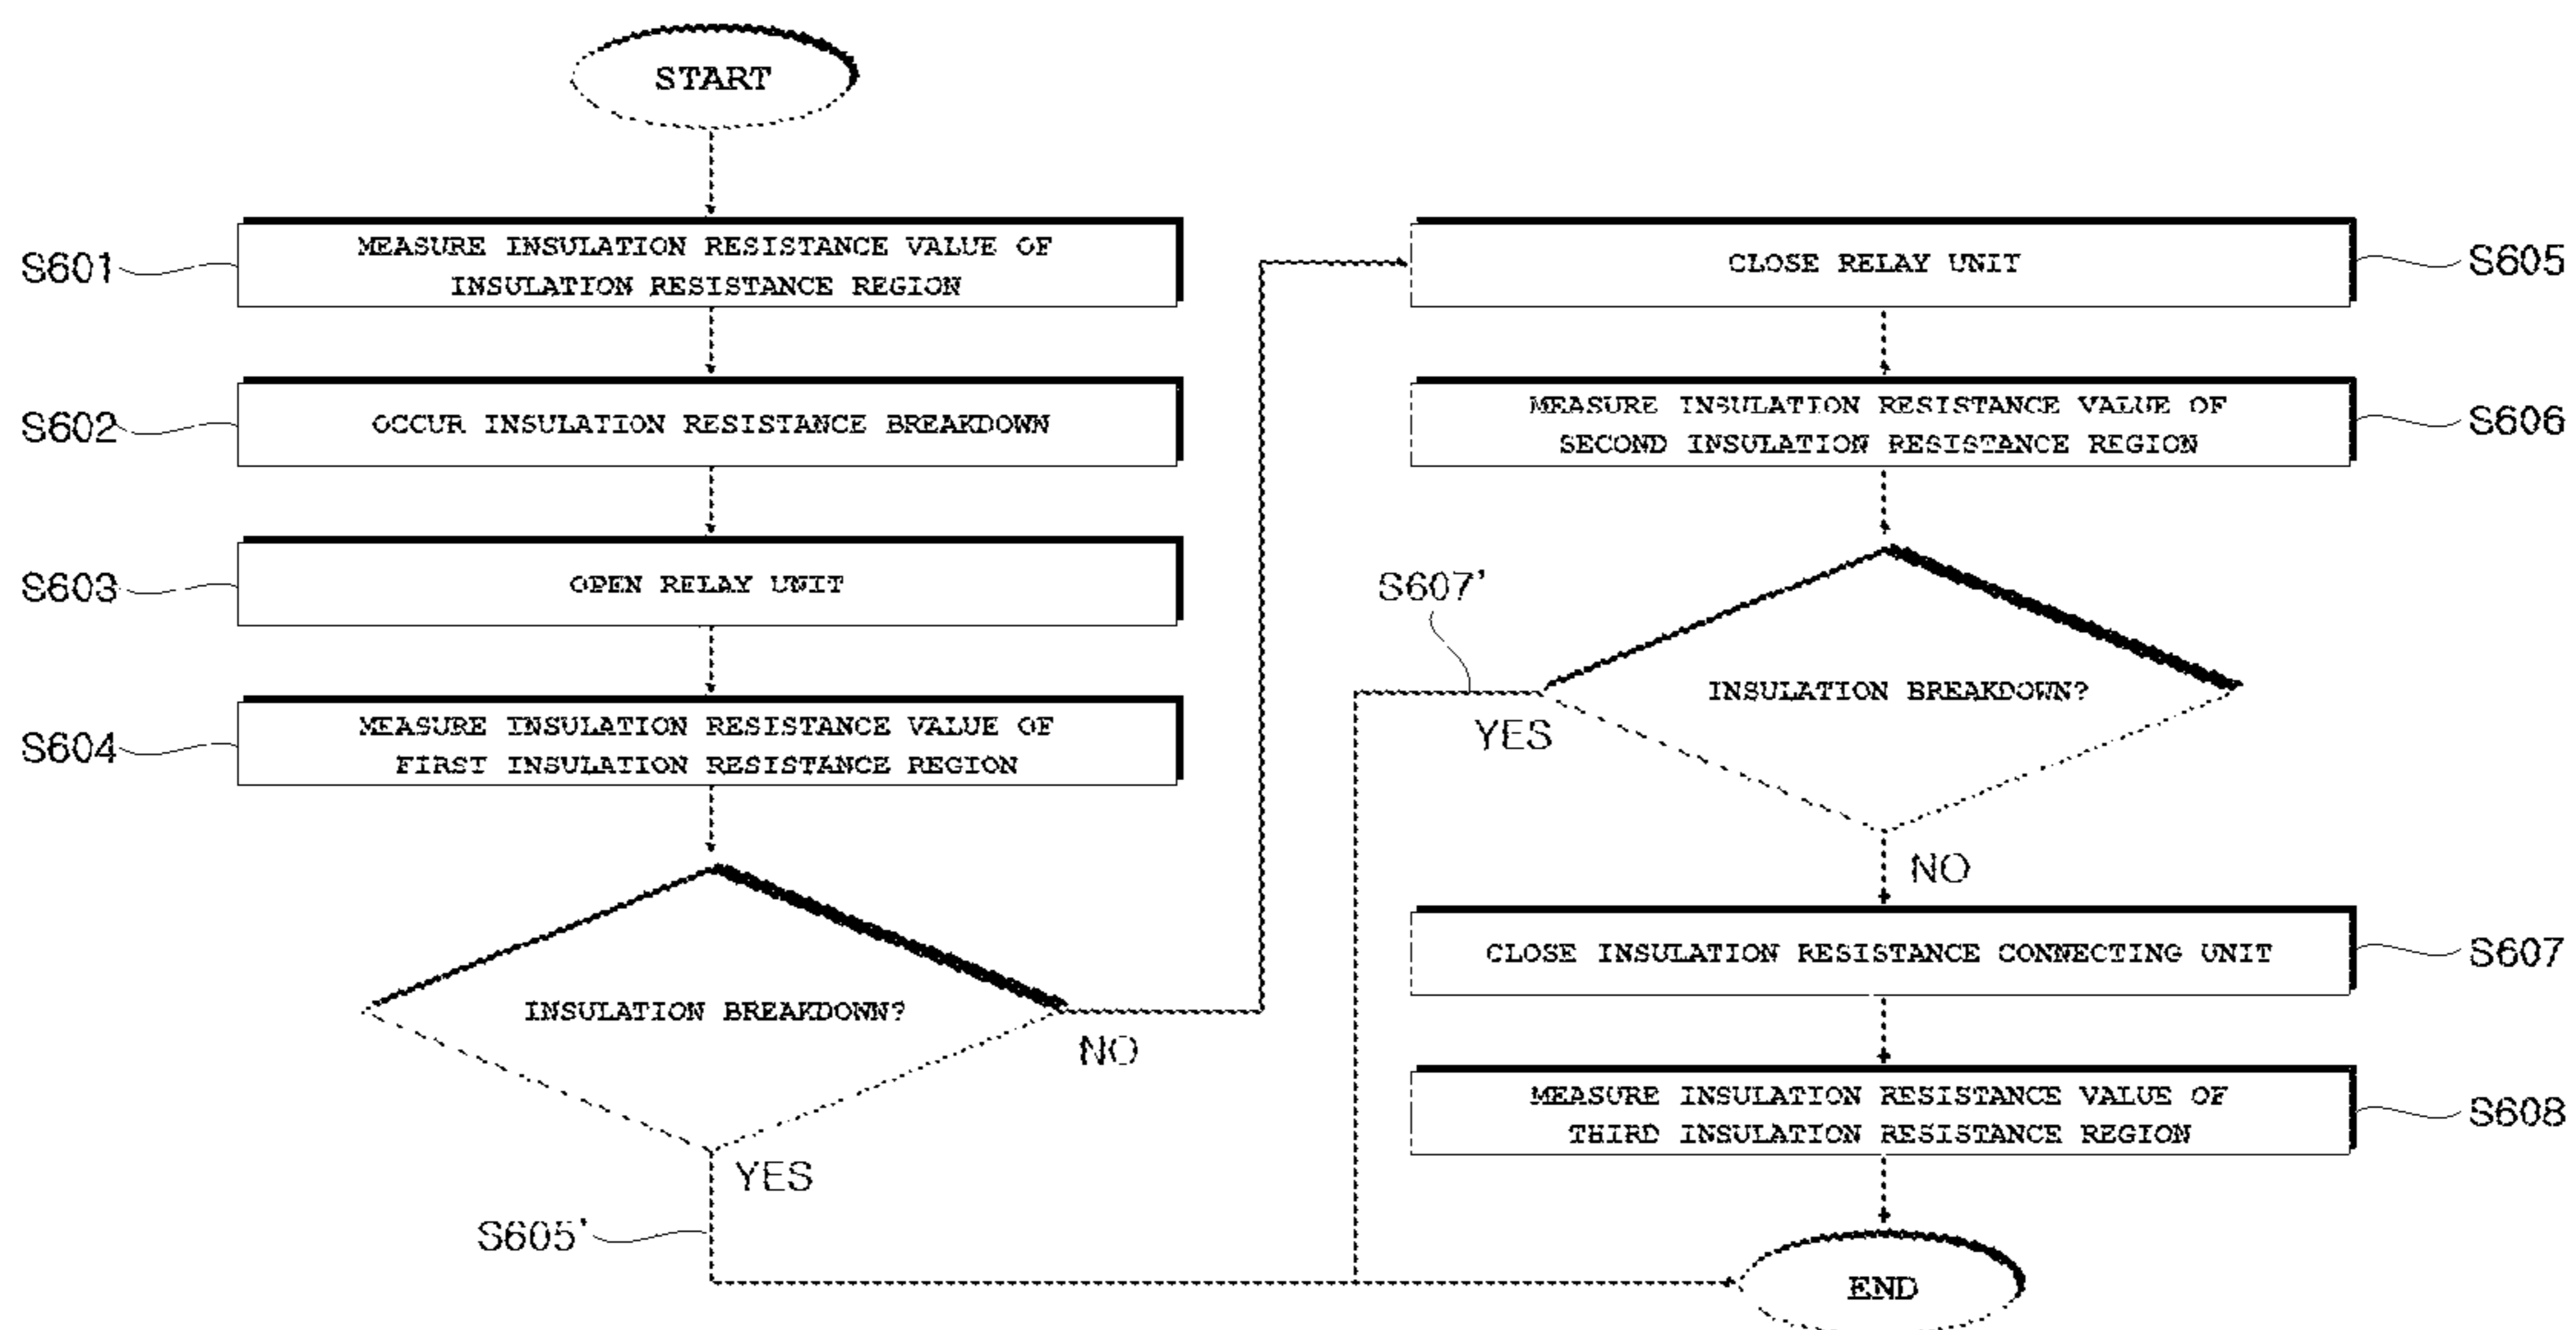 START
S601
MEASURE INSULATION RESISTANCE VALUE OF
INSULATION RESISTANCE REGION
S602
OCCUR INSULATION RESISTANCE BREAKDOWN
S603
OPEN RELAY UNIT
S604
MEASURE INSULATION RESISTANCE VALUE OF
FIRST INSULATION RESISTANCE REGION
INSULATION BREAKDOWN?
NO
YES
S605'
CLOSE RELAY UNIT
S605
MEASURE INSULATION RESISTANCE VALUE OF
SECOND INSULATION RESISTANCE REGION
S606
S607'
INSULATION BREAKDOWN?
YES
NO
CLOSE INSULATION RESISTANCE CONNECTING UNIT
S607
MEASURE INSULATION RESISTANCE VALUE OF
THIRD INSULATION RESISTANCE REGION
S608
END